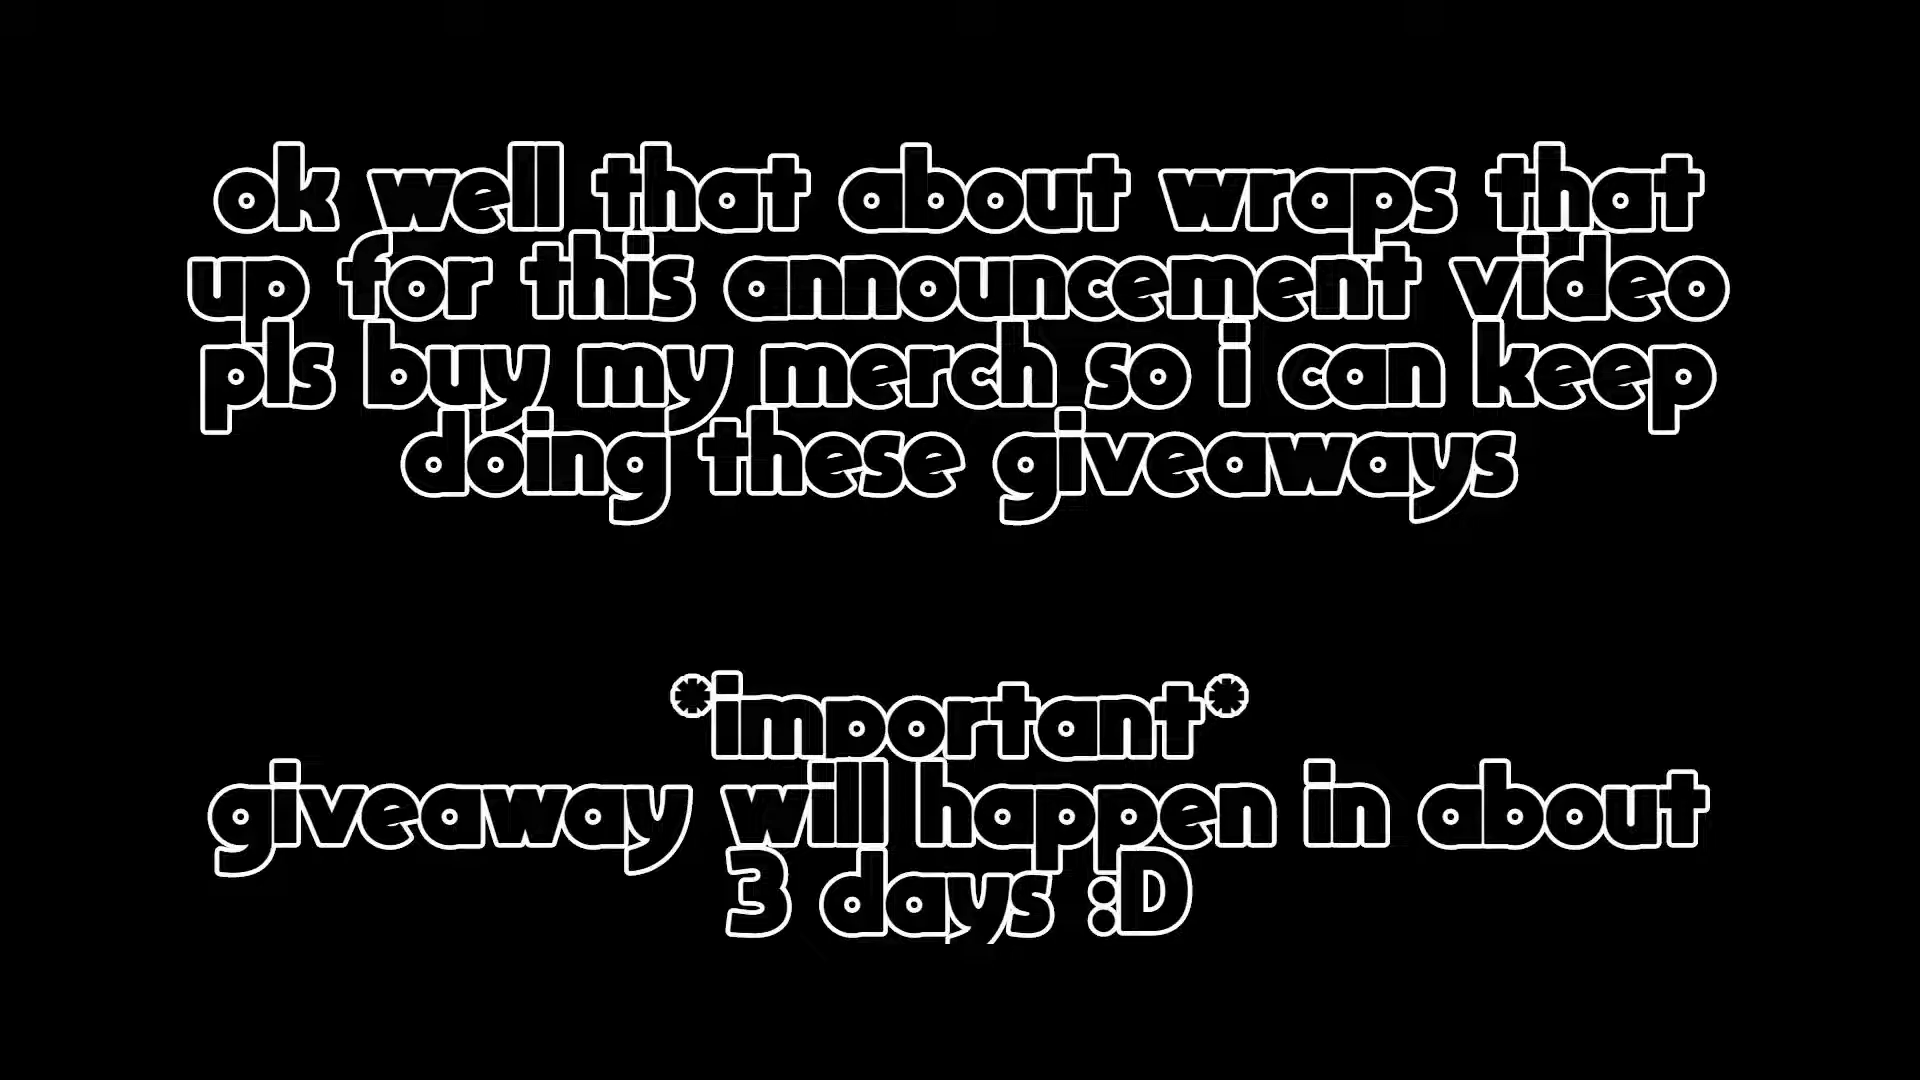 ok well that about wraps that
up for this announcement video
pls buy my merch so i can keep
doing these giveaways
*important*
giveaway will happen in about
3 days :D